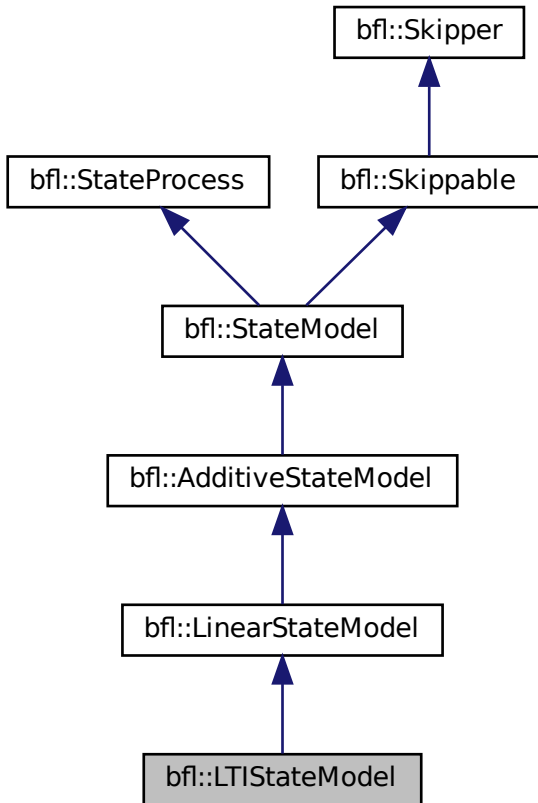 bfl::Skipper
bfl::StateProcess
bfl::Skippable
bfl::StateModel
bfl::AdditiveStateModel
bfl::LinearStateModel
bfl::LTIStateModel